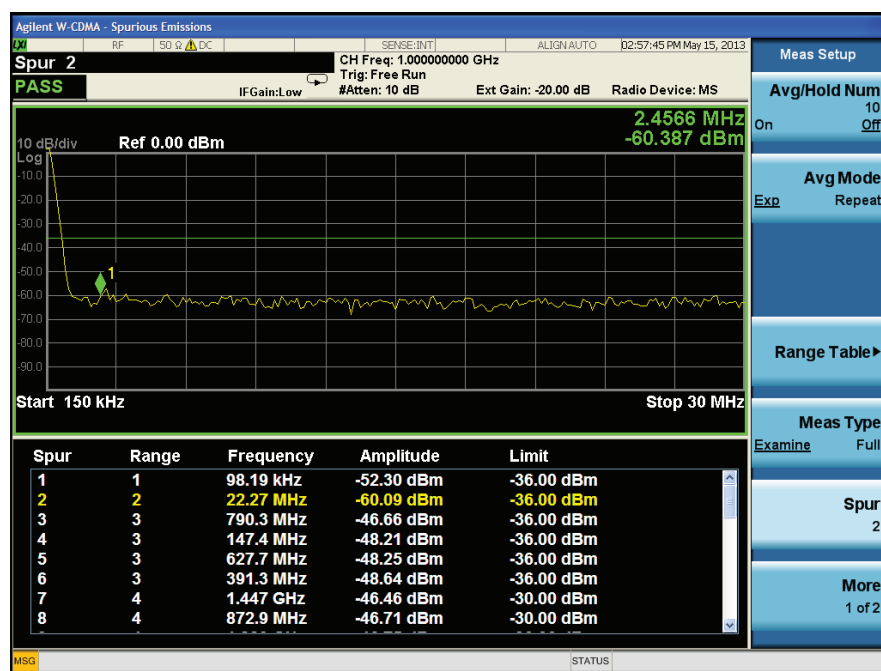 Agilent W-CDMA - Spurious Emissions
LXI RF 50 Ω DC SENSE:INT ALIGN AUTO 02:57:45 PM May 15, 2013
Spur 2
PASS
IFGain:Low
CH Freq: 1.000000000 GHz
Trig: Free Run
#Atten: 10 dB Ext Gain: -20.00 dB Radio Device: MS
2.4566 MHz
-60.387 dBm
10 dB/div Ref 0.00 dBm
Log
-10.0
-20.0
-30.0
-40.0
-50.0
1
-60.0
-70.0
-80.0
-90.0
Start 150 kHz Stop 30 MHz
Spur Range Frequency Amplitude Limit
1 1 98.19 kHz -52.30 dBm -36.00 dBm
2 2 22.27 MHz -60.09 dBm -36.00 dBm
3 3 790.3 MHz -46.66 dBm -36.00 dBm
4 3 147.4 MHz -48.21 dBm -36.00 dBm
5 3 627.7 MHz -48.25 dBm -36.00 dBm
6 3 391.3 MHz -48.64 dBm -36.00 dBm
7 4 1.447 GHz -46.46 dBm -30.00 dBm
8 4 872.9 MHz -46.71 dBm -30.00 dBm
MSG STATUS
Meas Setup
Avg/Hold Num
10
On Off
Avg Mode
Exp Repeat
Range Table
Meas Type
Examine Full
Spur
2
More
1 of 2